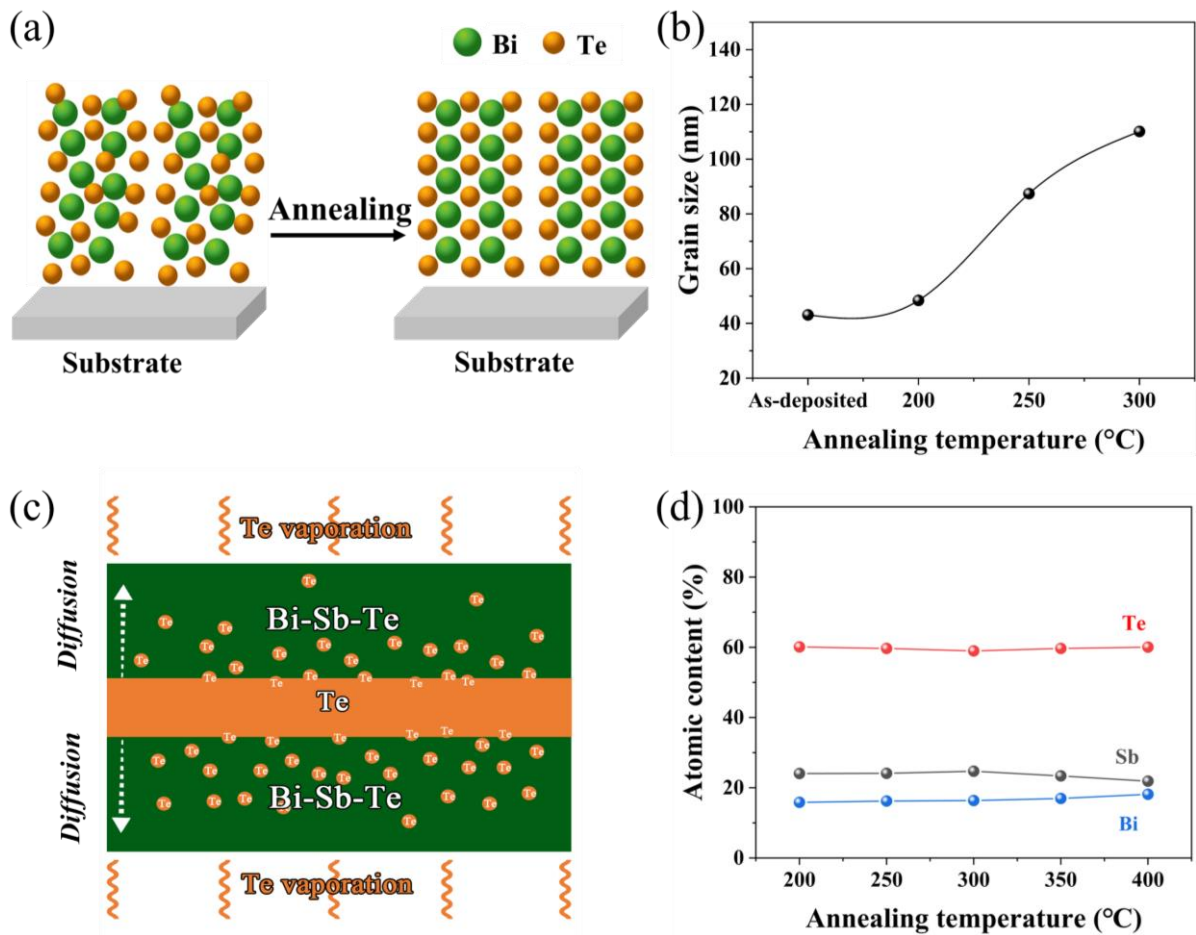 (a)
Bi Te
Annealing
Substrate
Substrate
(b)
Grain size (nm)
140
120
100
80
60
40
20
As-deposited 200 250 300
Annealing temperature (°C)
(c)
Te vaporation
Diffusion
Te
Bi-Sb-Te
Te
Diffusion
Te
Bi-Sb-Te
Te vaporation
(d)
Atomic content (%)
100
80
60
40
20
0
Te
Sb
Bi
200 250 300 350 400
Annealing temperature (°C)